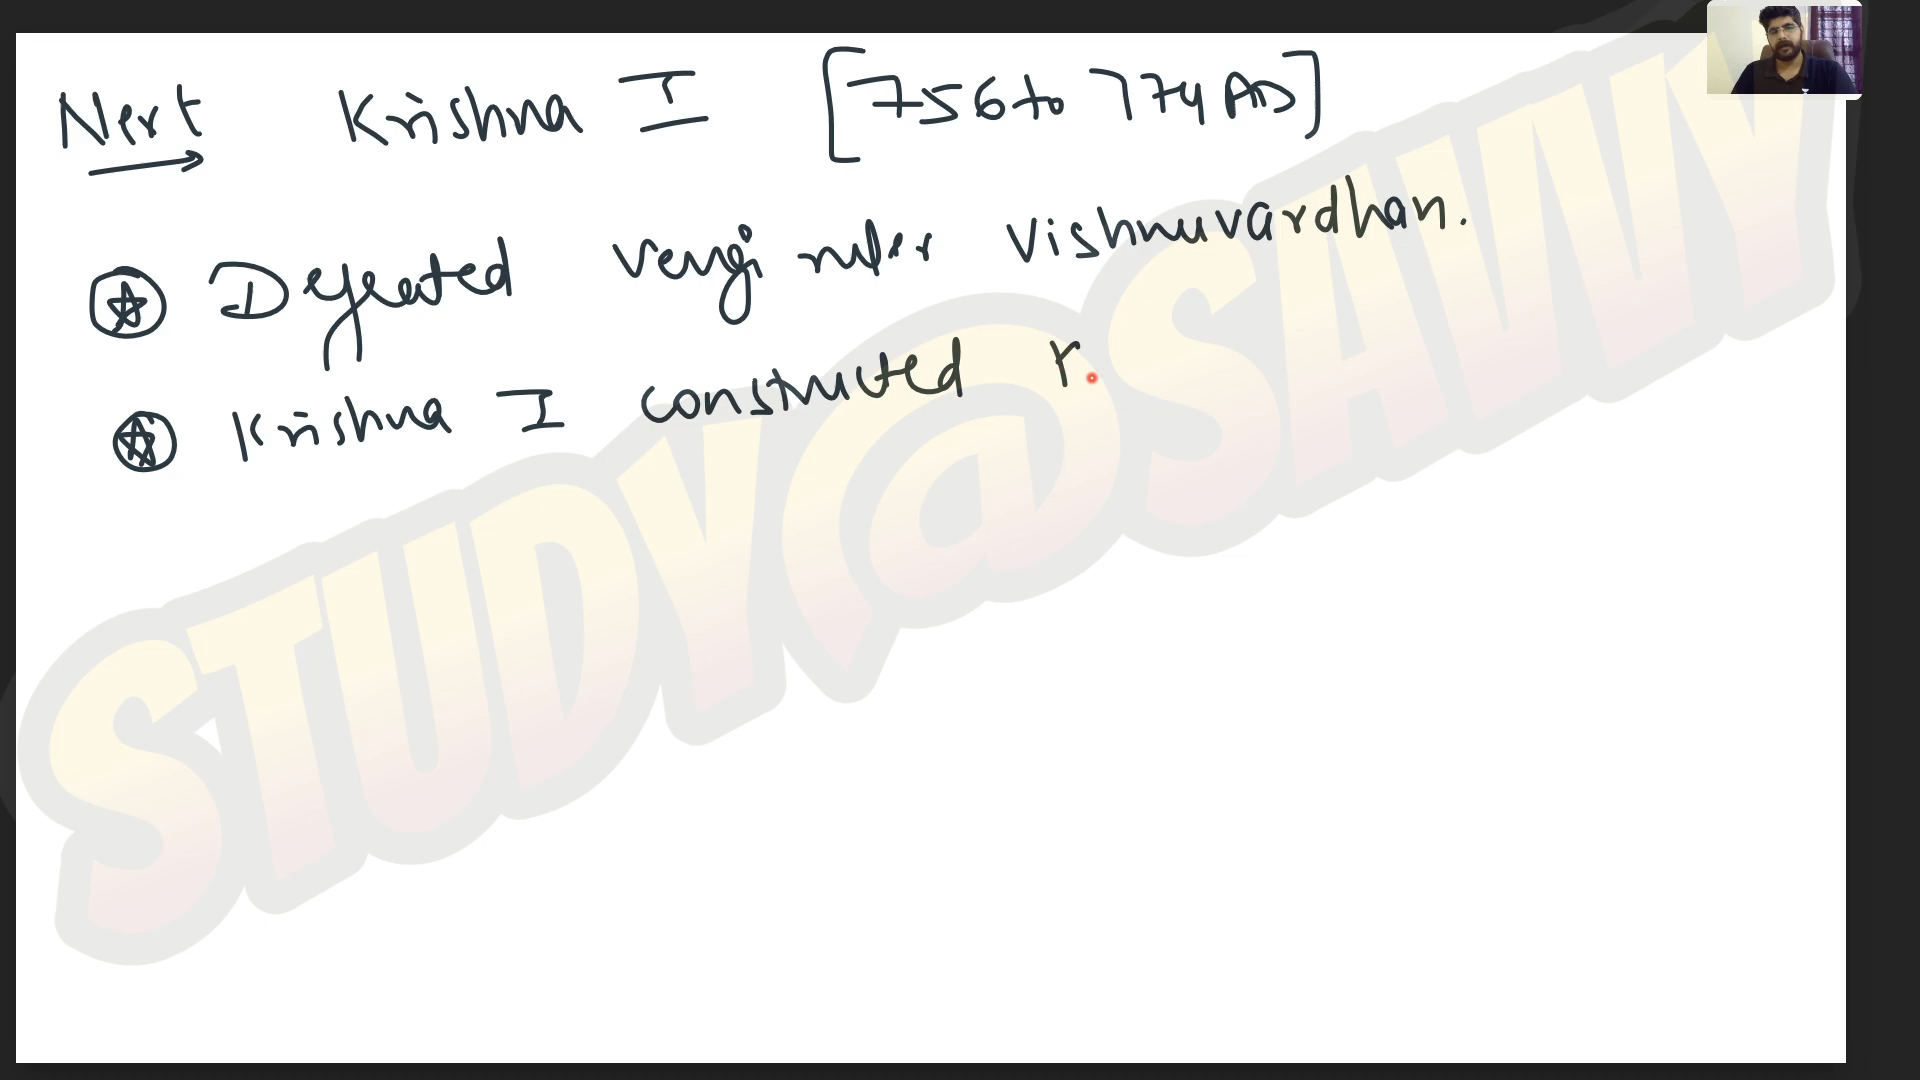 Next Krishna I [756 to 774 AD]
Defeated vengi ruler Vishnuvardhan.
Krishna I constructed
STUDY@SAVVY